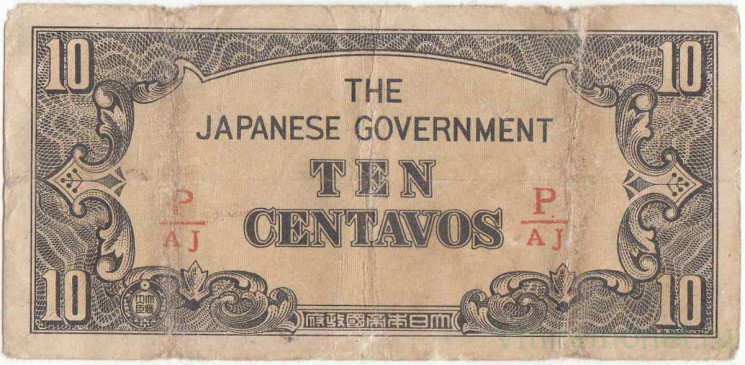 10 10
THE
JAPANESE GOVERNMENT
TEN
CENTAVOS
P/AJ P/AJ
10 10
府政國帝本日大